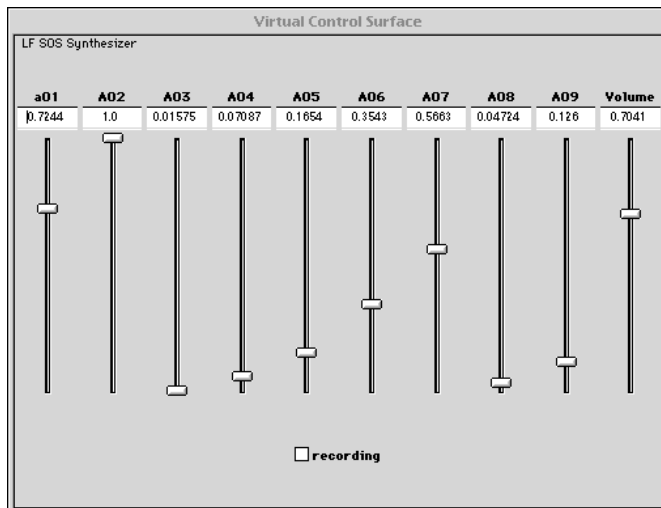 Virtual Control Surface
LF SOS Synthesizer
a01 A02 A03 A04 A05 A06 A07 A08 A09 Volume
0.7244 1.0 0.01575 0.07087 0.1654 0.3543 0.5663 0.04724 0.126 0.7041
recording